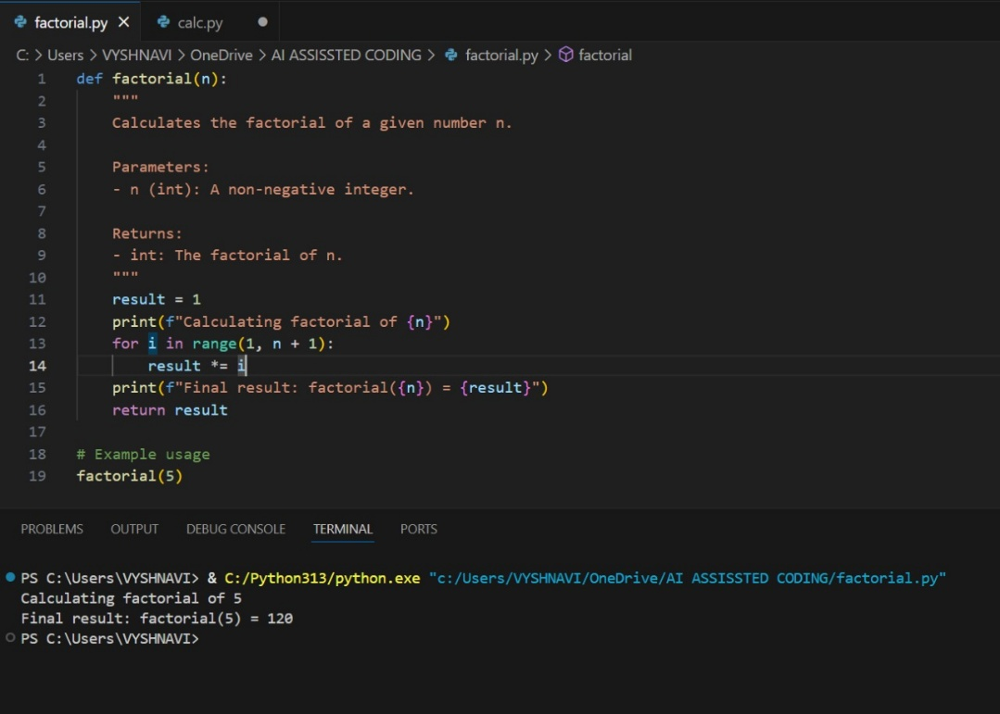 factorial.py ✕ calc.py ●
C: > Users > VYSHNAVI > OneDrive > AI ASSISSTED CODING > factorial.py > factorial
1 def factorial(n):
2     """
3     Calculates the factorial of a given number n.
4
5     Parameters:
6     - n (int): A non-negative integer.
7
8     Returns:
9     - int: The factorial of n.
10     """
11     result = 1
12     print(f"Calculating factorial of {n}")
13     for i in range(1, n + 1):
14         result *= i
15     print(f"Final result: factorial({n}) = {result}")
16     return result
17
18 # Example usage
19 factorial(5)
PROBLEMS OUTPUT DEBUG CONSOLE TERMINAL PORTS
PS C:\Users\VYSHNAVI> & C:/Python313/python.exe "c:/Users/VYSHNAVI/OneDrive/AI ASSISSTED CODING/factorial.py"
Calculating factorial of 5
Final result: factorial(5) = 120
PS C:\Users\VYSHNAVI>